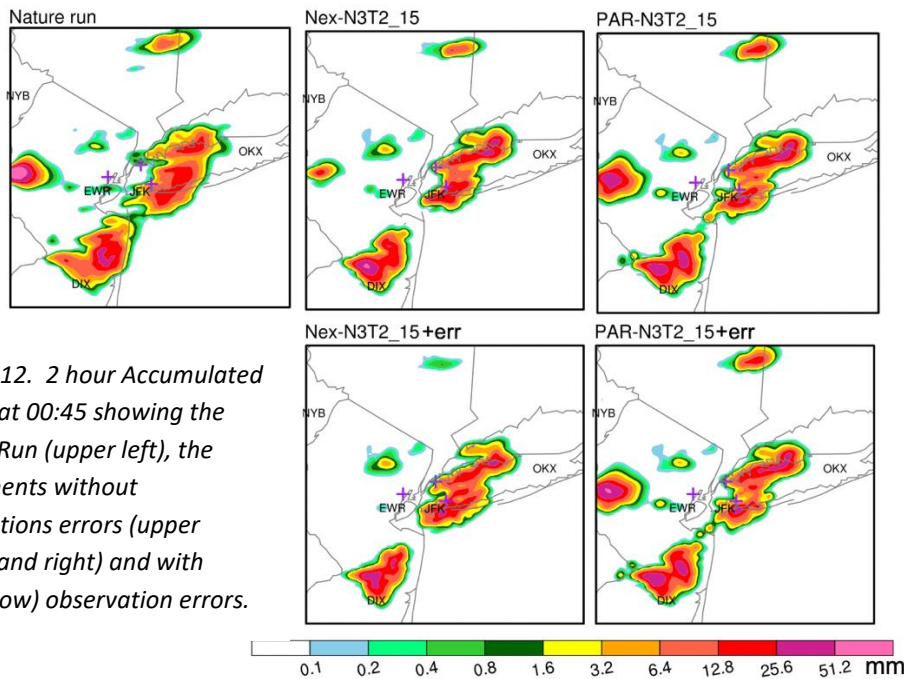 Nature run
Nex-N3T2_15
PAR-N3T2_15
NYB
OKX
EWR
JFK
DIX
NYB
OKX
EWR
JFK
DIX
NYB
OKX
EWR
JFK
DIX
Nex-N3T2_15+err
PAR-N3T2_15+err
NYB
OKX
EWR
JFK
DIX
NYB
OKX
EWR
JFK
DIX
12. 2 hour Accumulated
at 00:45 showing the
Run (upper left), the
ents without
tions errors (upper
and right) and with
ow) observation errors.
0.1 0.2 0.4 0.8 1.6 3.2 6.4 12.8 25.6 51.2 mm